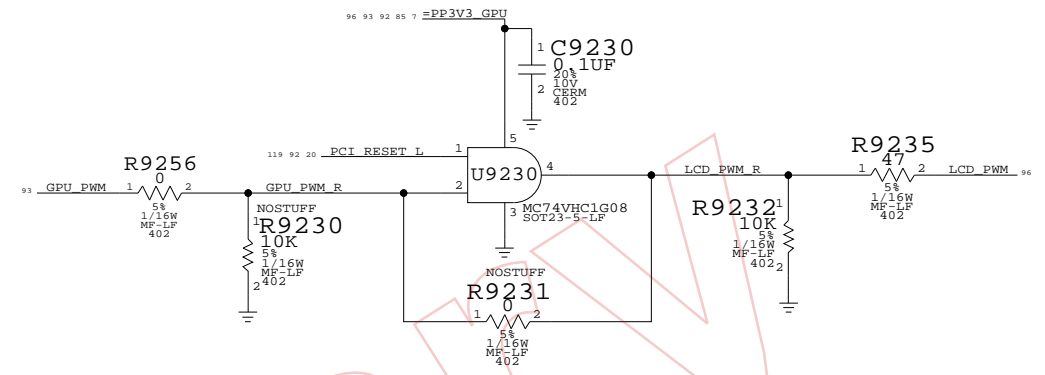 96 93 92 85 7 =PP3V3_GPU
1 C9230
0.1UF
20%
10V
2 CERM
402
5
119 92 20 PCI_RESET_L 1
U9230
4
2
3
MC74VHC1G08
SOT23-5-LF
R9256
0
93 GPU_PWM 1 2 GPU_PWM_R
5%
1/16W
MF-LF
402
NOSTUFF
1 R9230
10K
5%
1/16W
MF-LF
2 402
NOSTUFF
R9231
0
1 2
5%
1/16W
MF-LF
402
LCD_PWM_R
R9232 1
10K
5%
1/16W
MF-LF
402 2
R9235
47
1 2 LCD_PWM 96
5%
1/16W
MF-LF
402